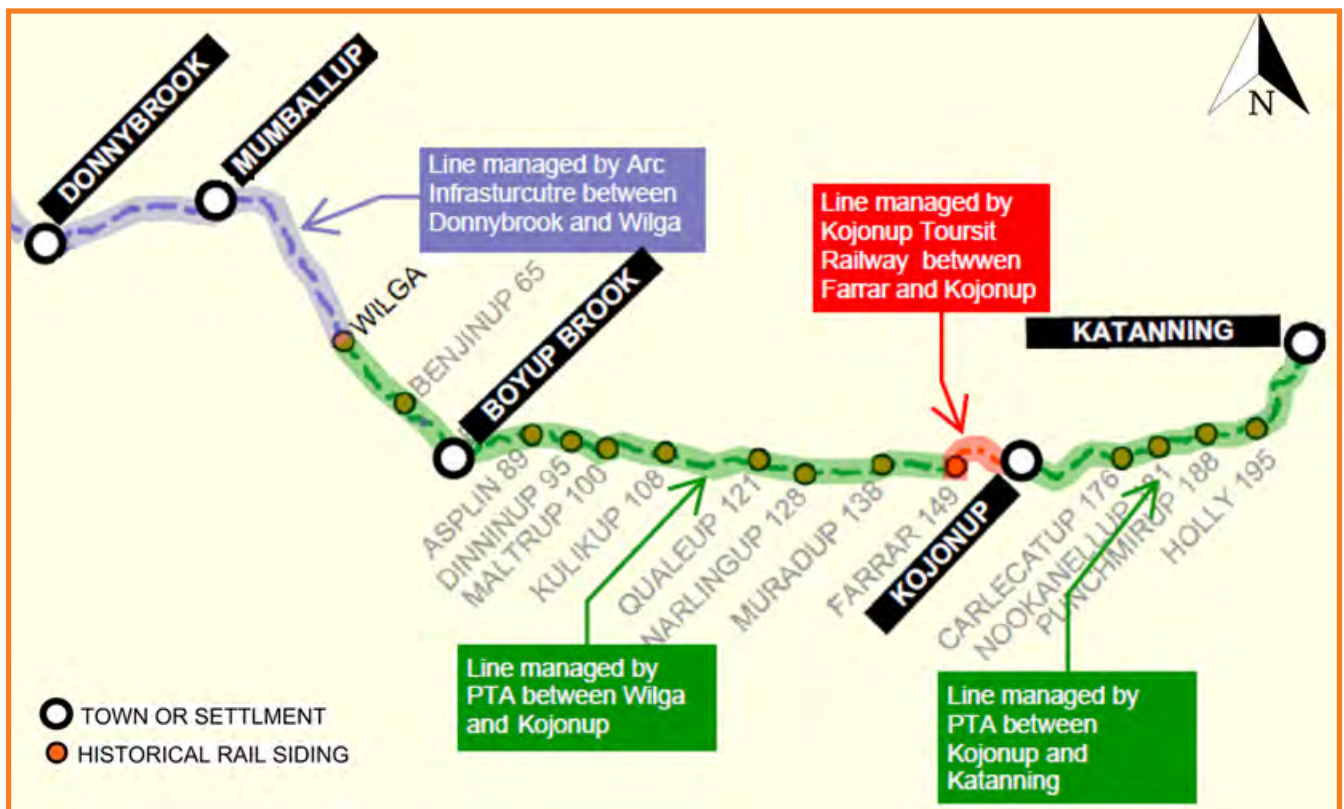 DONNYBROOK
MUMBALLUP
N
Line managed by Arc
Infrasturcutre between
Donnybrook and Wilga
Line managed by
Kojonup Toursit
Railway betwwen
Farrar and Kojonup
WILGA
BENJINUP 65
BOYUP BROOK
KATANNING
ASPLIN 89
DINNINUP 95
MALTRUP 100
KULIKUP 108
QUALEUP 121
NARLINGUP 128
MURADUP 138
FARRAR 149
KOJONUP
CARLECATUP 176
NOOKANELLUP 181
PUNCHMIRUP 188
HOLLY 195
Line managed by
PTA between Wilga
and Kojonup
Line managed by
PTA between
Kojonup and
Katanning
TOWN OR SETTLMENT
HISTORICAL RAIL SIDING